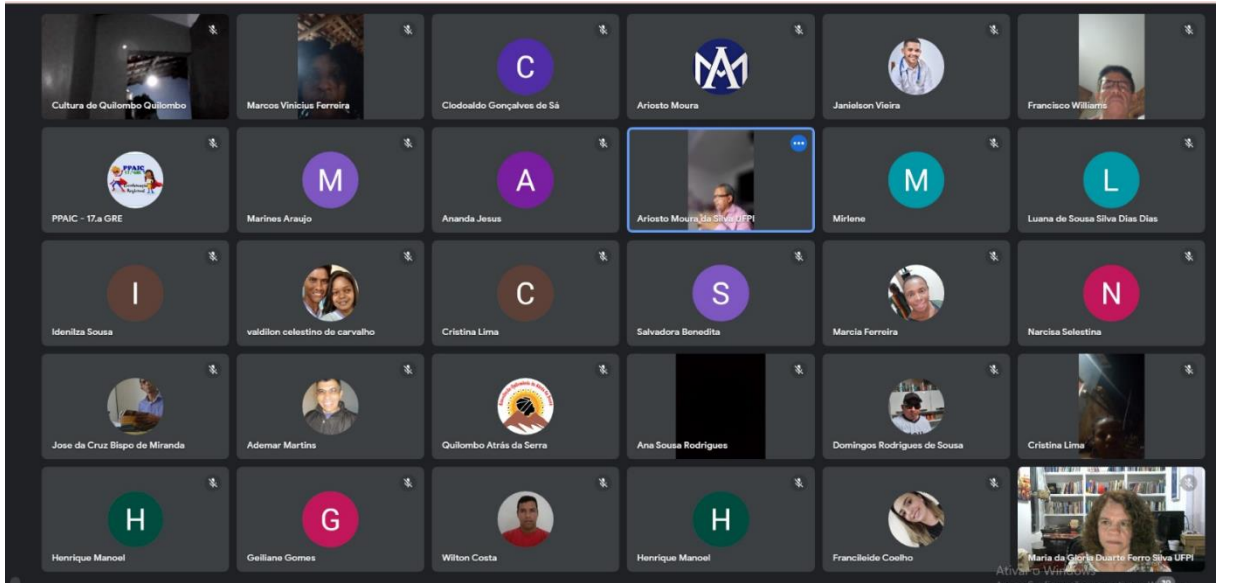 Cultura de Quilombo Quilombo
Marcos Vinicius Ferreira
C
Clodoaldo Gonçalves de Sá
Ariosto Moura
Janielson Vieira
Francisco Williams
PPAIC
PPAIC - 17.a GRE
M
Marines Araujo
A
Ananda Jesus
Ariosto Moura da Silva UFPI
M
Mirlene
L
Luana de Sousa Silva Dias Dias
I
Idenilza Sousa
valdilon celestino de carvalho
C
Cristina Lima
S
Salvadora Benedita
Marcia Ferreira
N
Narcisa Selestina
Jose da Cruz Bispo de Miranda
Ademar Martins
Quilombo Atrás da Serra
Ana Sousa Rodrigues
Domingos Rodrigues de Sousa
Cristina Lima
H
Henrique Manoel
G
Geiliane Gomes
Wilton Costa
H
Henrique Manoel
Francileide Coelho
Maria da Glória Duarte Ferro Silva UFPI